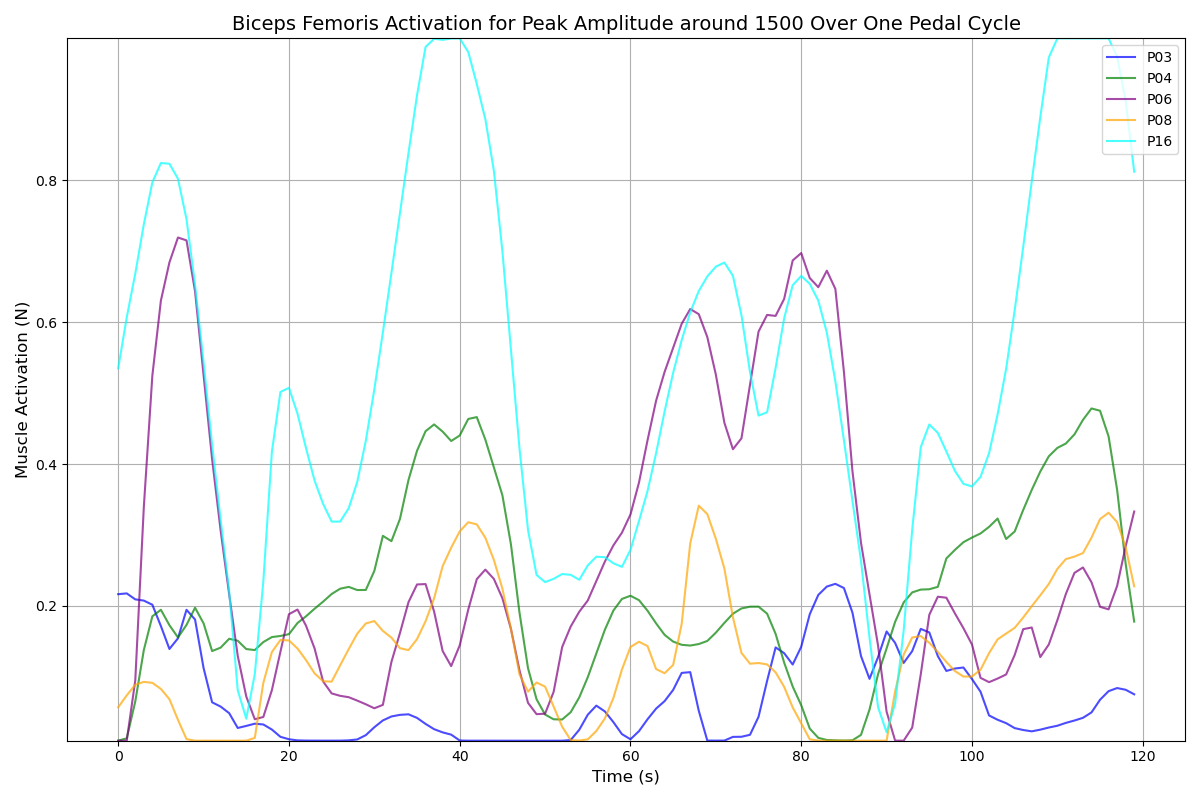 Biceps Femoris Activation for Peak Amplitude around 1500 Over One Pedal Cycle
P03
P04
P06
P08
P16
0.8
0.6
0.4
0.2
Muscle Activation (N)
0 20 40 60 80 100 120
Time (s)